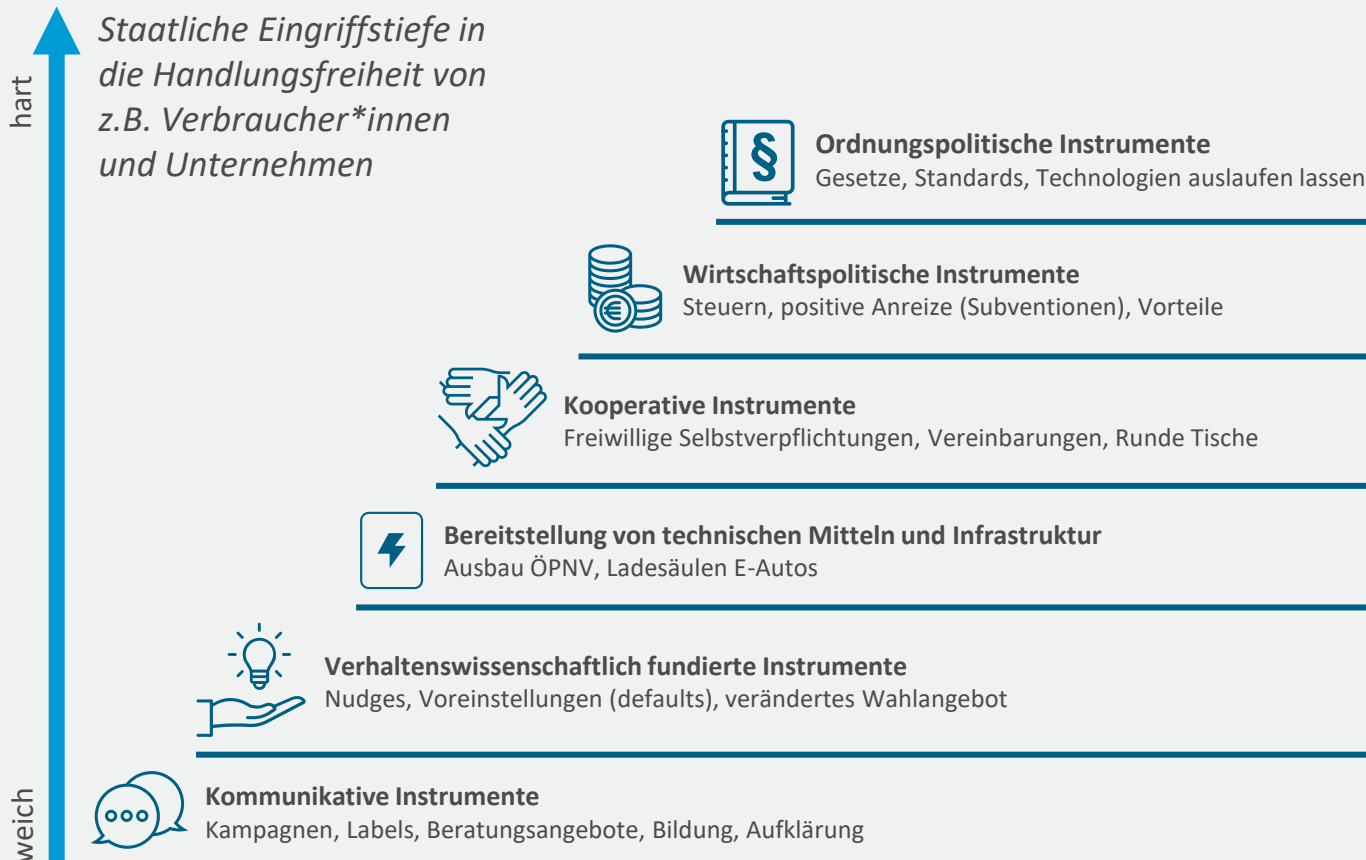 hart
Staatliche Eingriffstiefe in
die Handlungsfreiheit von
z.B. Verbraucher*innen
und Unternehmen
§
Ordnungspolitische Instrumente
Gesetze, Standards, Technologien auslaufen lassen
€
Wirtschaftspolitische Instrumente
Steuern, positive Anreize (Subventionen), Vorteile
Kooperative Instrumente
Freiwillige Selbstverpflichtungen, Vereinbarungen, Runde Tische
Bereitstellung von technischen Mitteln und Infrastruktur
Ausbau ÖPNV, Ladesäulen E-Autos
Verhaltenswissenschaftlich fundierte Instrumente
Nudges, Voreinstellungen (defaults), verändertes Wahlangebot
weich
Kommunikative Instrumente
Kampagnen, Labels, Beratungsangebote, Bildung, Aufklärung